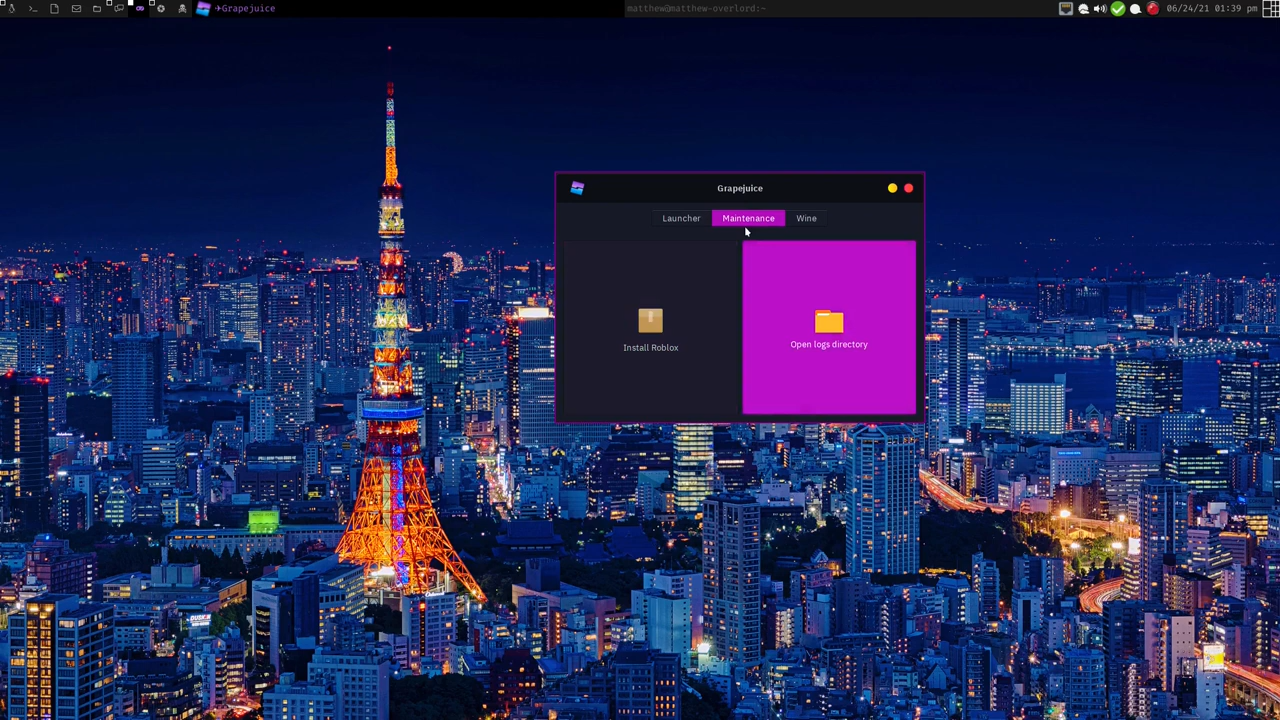 ✈Grapejuice
matthew@matthew-overlord:~
06/24/21 01:39 pm
Grapejuice
Launcher
Maintenance
Wine
Install Roblox
Open logs directory